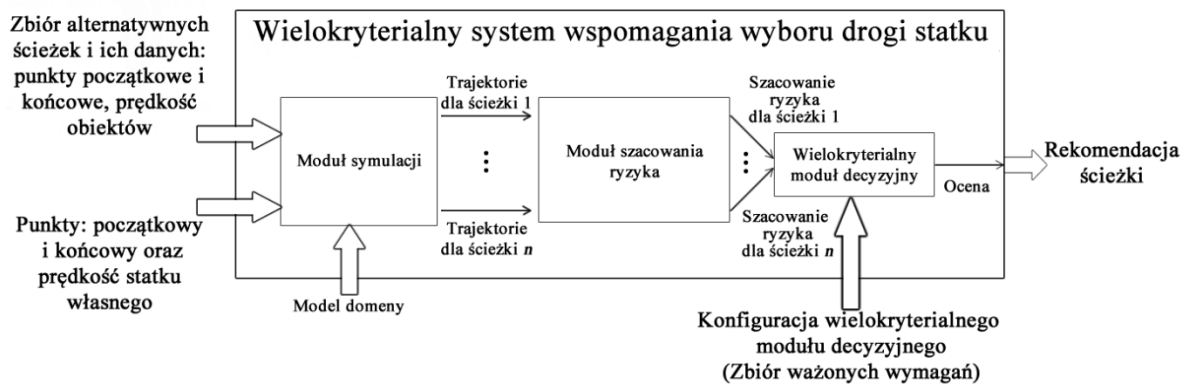 Zbiór alternatywnych
ścieżek i ich danych:
punkty początkowe i
końcowe, prędkość
obiektów
Punkty: początkowy
i końcowy oraz
prędkość statku
własnego
Wielokryterialny system wspomagania wyboru drogi statku
Moduł symulacji
Model domeny
Trajektorie
dla ścieżki 1
Trajektorie
dla ścieżki n
Moduł szacowania
ryzyka
Szacowanie
ryzyka
dla ścieżki 1
Szacowanie
ryzyka
dla ścieżki n
Wielokryterialny
moduł decyzyjny
Ocena
Konfiguracja wielokryterialnego
modułu decyzyjnego
(Zbiór ważonych wymagań)
Rekomendacja
ścieżki